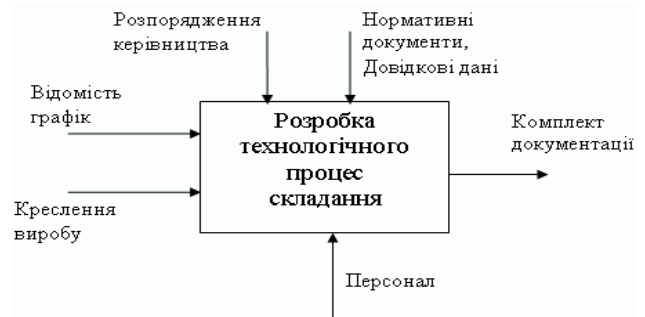 Розпорядження
керівництва
Нормативні
документи,
Довідкові дані
Відомість
графік
Розробка
технологічного
процес
складання
Комплект
документації
Креслення
виробу
Персонал